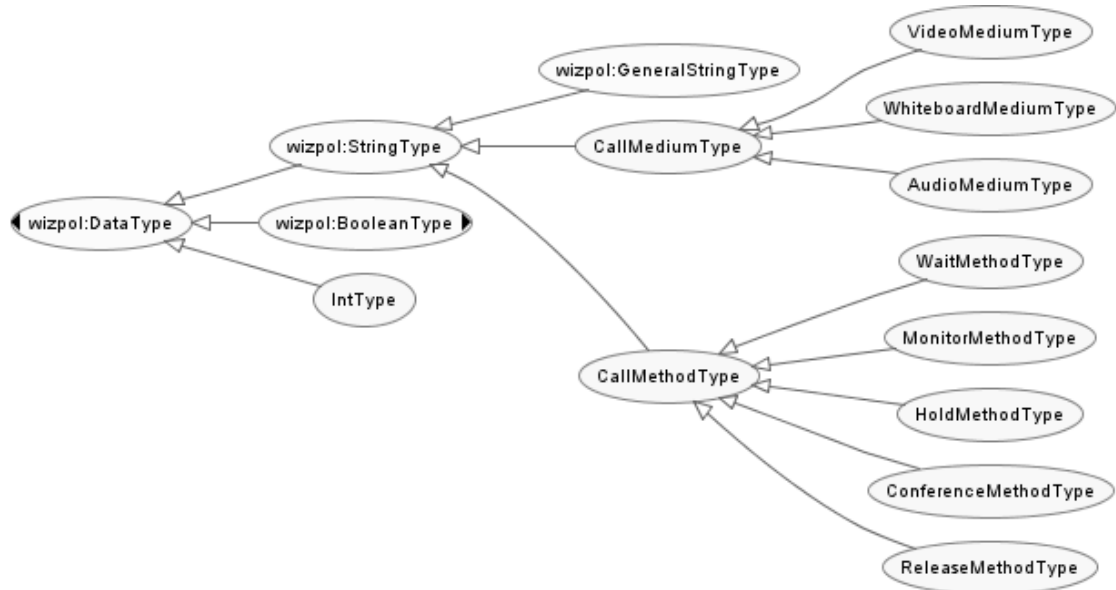 VideoMediumType
wizpol:GeneralStringType
WhiteboardMediumType
wizpol:StringType
CallMediumType
AudioMediumType
wizpol:DataType
wizpol:BooleanType
WaitMethodType
IntType
MonitorMethodType
CallMethodType
HoldMethodType
ConferenceMethodType
ReleaseMethodType